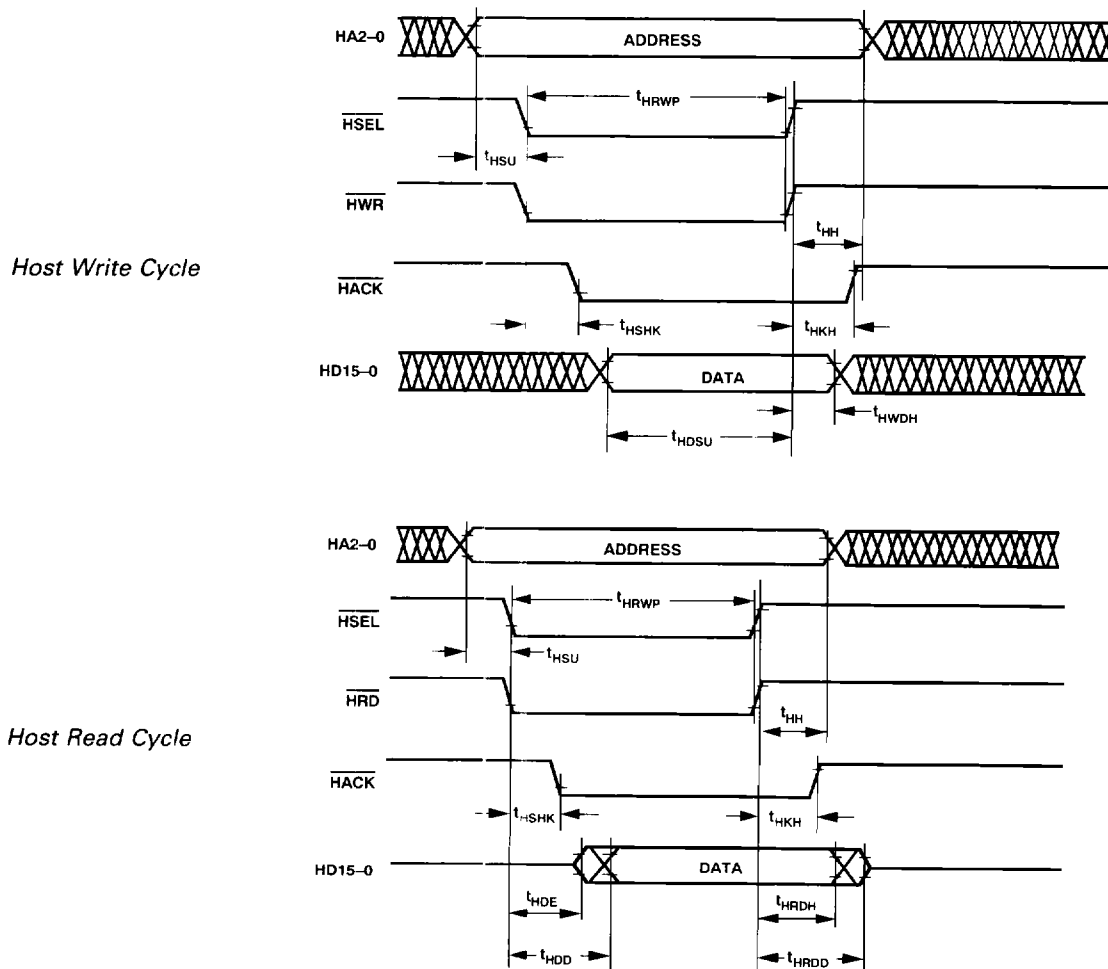 HA2–0
ADDRESS
tHRWP
HSEL
tHSU
HWR
tHH
Host Write Cycle
HACK
tHSHK
tHKH
HD15–0
DATA
tHWDH
tHDSU
HA2–0
ADDRESS
tHRWP
HSEL
tHSU
HRD
tHH
Host Read Cycle
HACK
tHSHK
tHKH
HD15–0
DATA
tHDE
tHRDH
tHDD
tHRDD